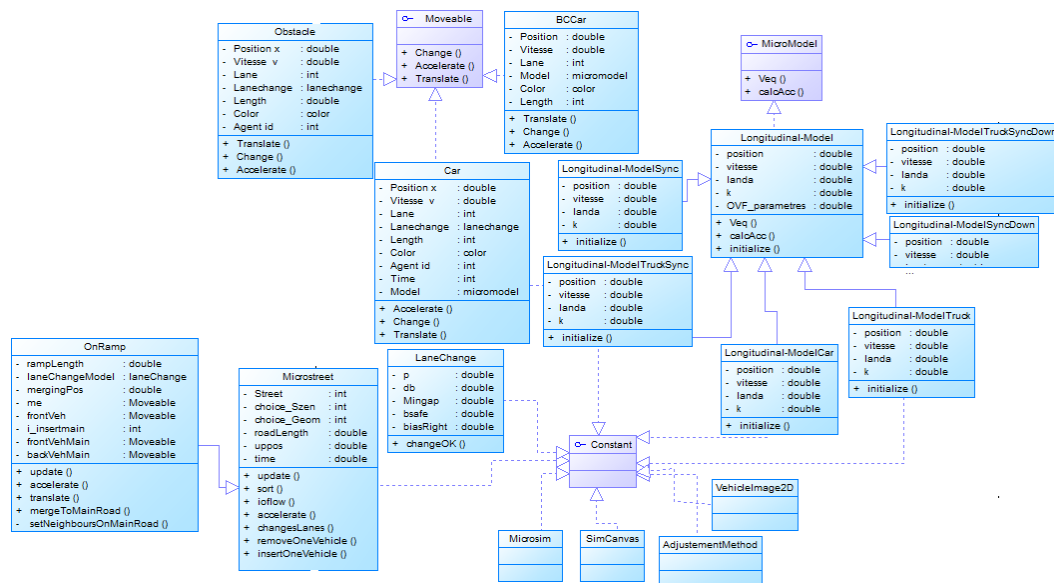 Obstacle
- Position x : double
- Vitesse v : double
- Lane : int
- Lanechange : lanechange
- Length : double
- Color : color
- Agent id : int
+ Translate ()
+ Change ()
+ Accelerate ()
Moveable
+ Change ()
+ Accelerate ()
+ Translate ()
BCCar
- Position : double
- Vitesse : double
- Lane : int
- Model : micromodel
- Color : color
- Length : int
+ Translate ()
+ Change ()
+ Accelerate ()
MicroModel
+ Veq ()
+ calcAcc ()
Car
- Position x : double
- Vitesse v : double
- Lane : int
- Lanechange : lanechange
- Length : int
- Color : color
- Agent id : int
- Time : int
- Model : micromodel
+ Accelerate ()
+ Change ()
+ Translate ()
Longitudinal-ModelSync
- position : double
- vitesse : double
- landa : double
- k : double
+ initialize ()
Longitudinal-Model
- position : double
- vitesse : double
- landa : double
- k : double
- OVF_parametres : double
+ Veq ()
+ calcAcc ()
+ initialize ()
Longitudinal-ModelTruckSyncDown
- position : double
- vitesse : double
- landa : double
- k : double
+ initialize ()
Longitudinal-ModelSyncDown
- position : double
- vitesse : double
...
Longitudinal-ModelTruckSync
- position : double
- vitesse : double
- landa : double
- k : double
+ initialize ()
Longitudinal-ModelTruck
- position : double
- vitesse : double
- landa : double
- k : double
+ initialize ()
Longitudinal-ModelCar
- position : double
- vitesse : double
- landa : double
- k : double
+ initialize ()
OnRamp
- rampLength : double
- laneChangeModel : laneChange
- mergingPos : double
- me : Moveable
- frontVeh : Moveable
- i_insertmain : int
- frontVehMain : Moveable
- backVehMain : Moveable
+ update ()
+ accelerate ()
+ translate ()
+ mergeToMainRoad ()
- setNeighboursOnMainRoad ()
Microstreet
- Street : int
- choice_Szen : int
- choice_Geom : int
- roadLength : double
- uppos : double
- time : double
+ update ()
+ sort ()
+ ioflow ()
+ accelerate ()
+ changesLanes ()
+ removeOneVehicle ()
+ insertOneVehicle ()
LaneChange
- p : double
- db : double
- Mingap : double
- bsafe : double
- biasRight : double
+ changeOK ()
Constant
VehicleImage2D
Microsim
SimCanvas
AdjustementMethod